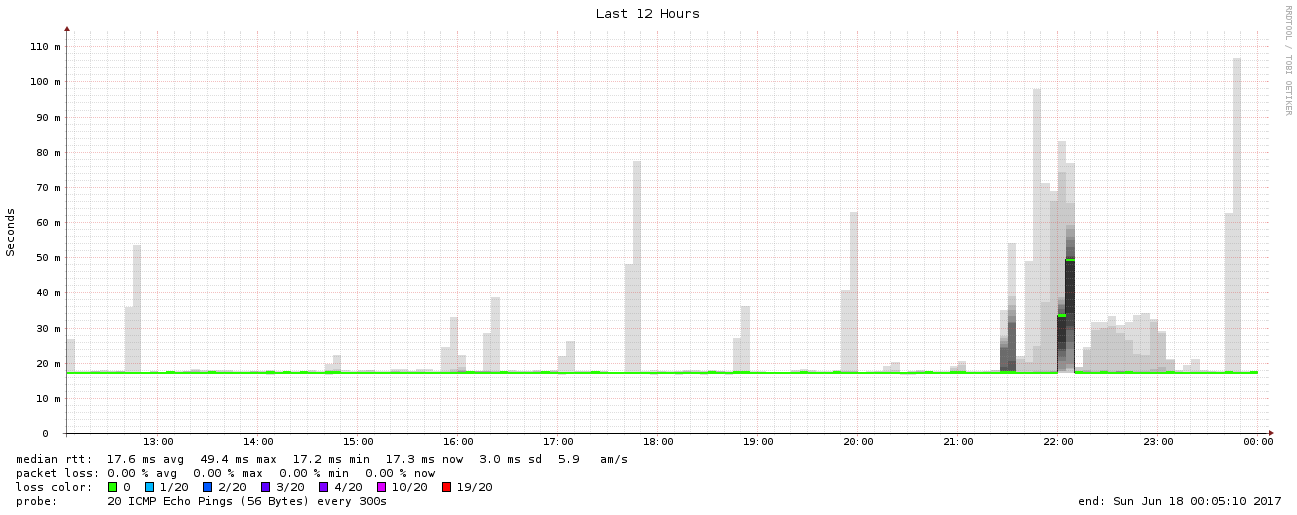 Last 12 Hours
RRDTOOL / TOBI OETIKER
Seconds
110 m
100 m
90 m
80 m
70 m
60 m
50 m
40 m
30 m
20 m
10 m
0
13:00 14:00 15:00 16:00 17:00 18:00 19:00 20:00 21:00 22:00 23:00 00:00
median rtt: 17.6 ms avg 49.4 ms max 17.2 ms min 17.3 ms now 3.0 ms sd 5.9 am/s
packet loss: 0.00 % avg 0.00 % max 0.00 % min 0.00 % now
loss color: 0 1/20 2/20 3/20 4/20 10/20 19/20
probe: 20 ICMP Echo Pings (56 Bytes) every 300s end: Sun Jun 18 00:05:10 2017